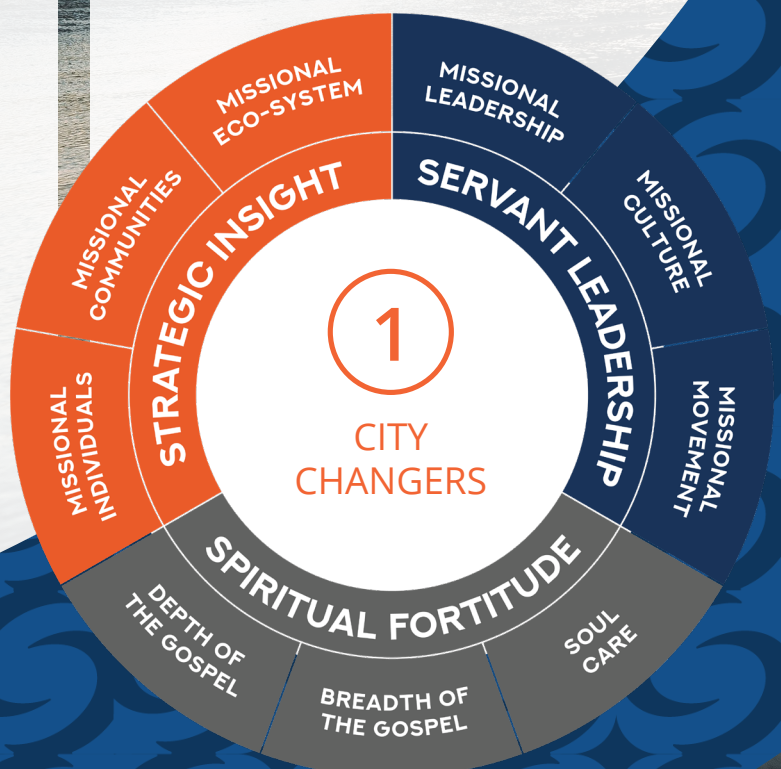 MISSIONAL
ECO-SYSTEM
MISSIONAL
LEADERSHIP
MISSIONAL
COMMUNITIES
STRATEGIC INSIGHT
SERVANT LEADERSHIP
MISSIONAL
CULTURE
1
CITY
CHANGERS
MISSIONAL
INDIVIDUALS
MISSIONAL
MOVEMENT
SPIRITUAL FORTITUDE
DEPTH OF
THE GOSPEL
BREADTH OF
THE GOSPEL
SOUL
CARE